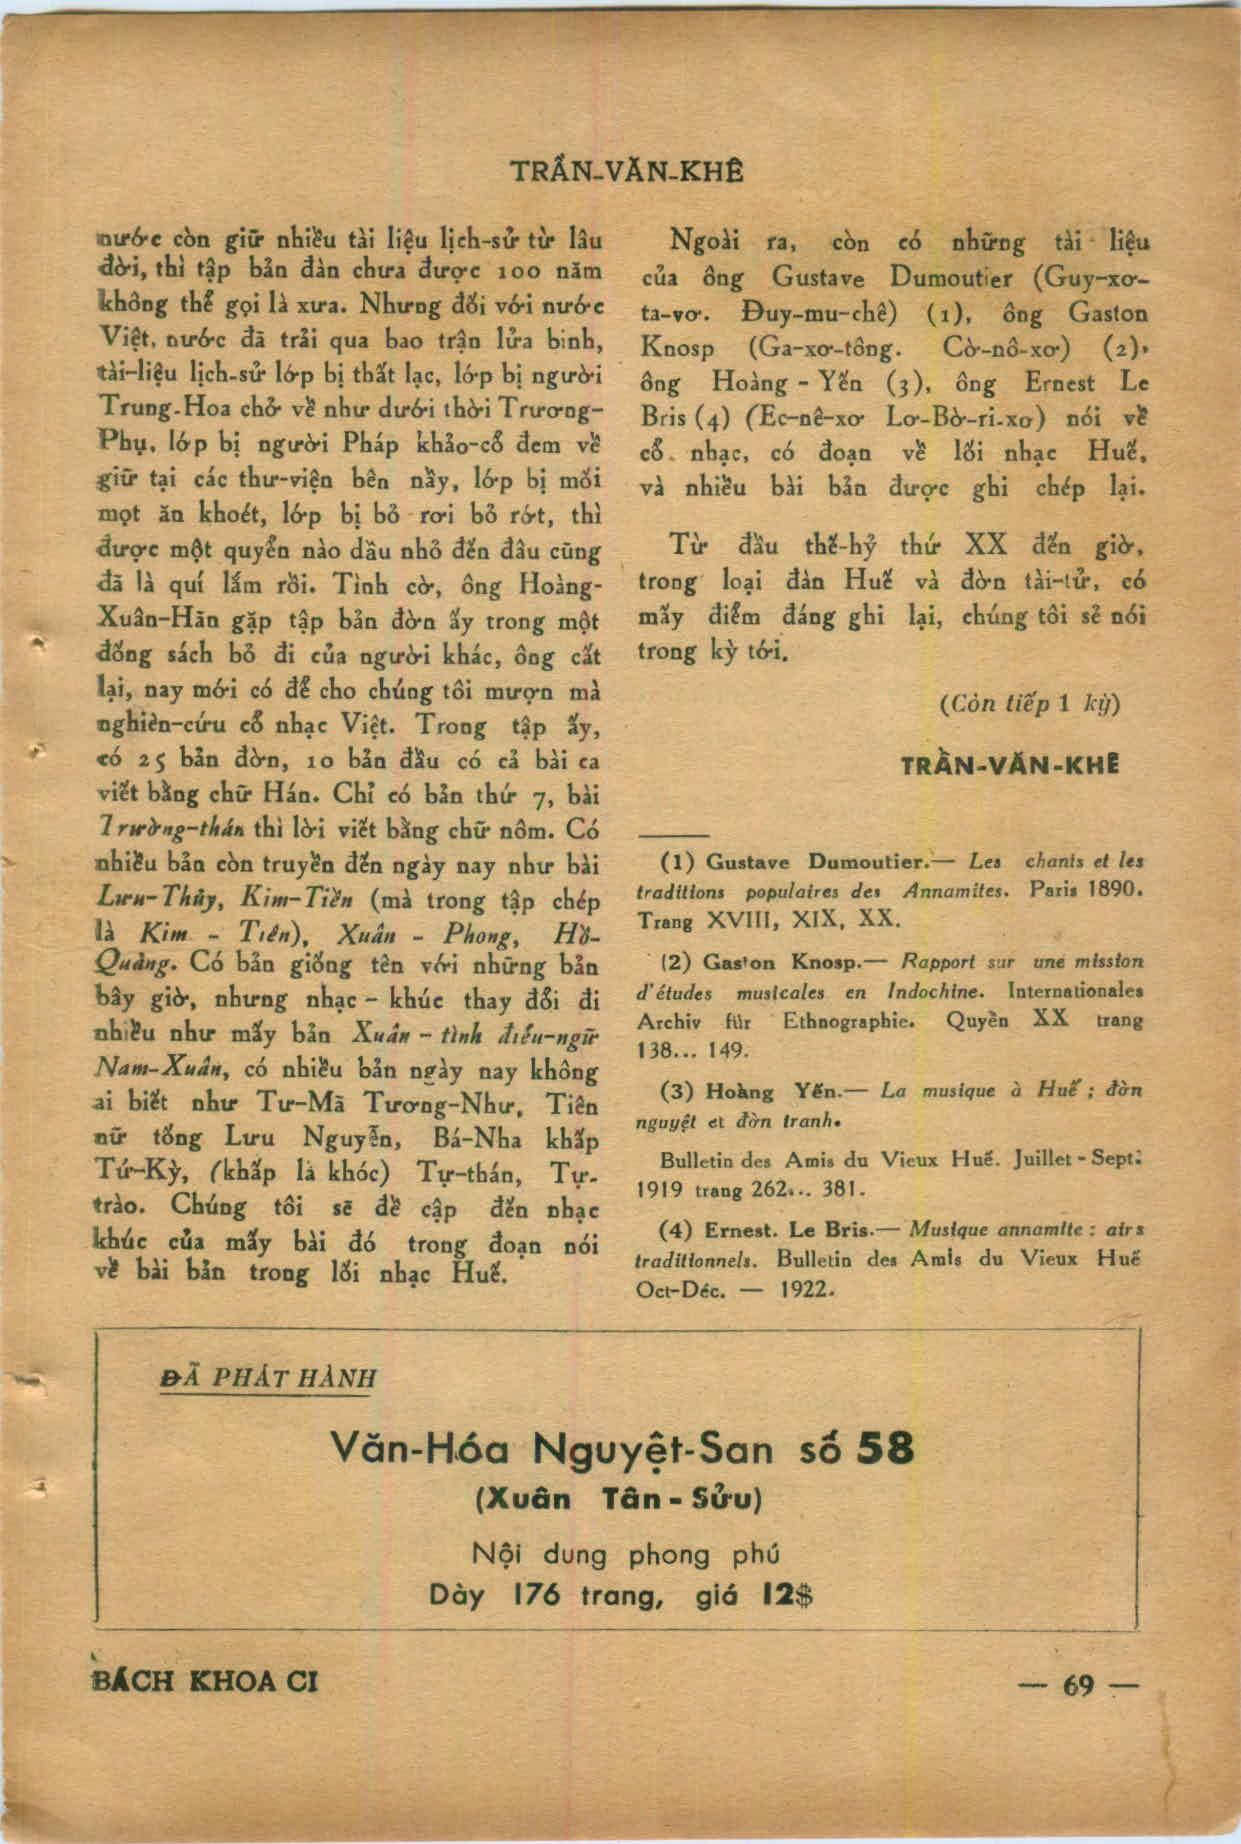 TRẦN-VĂN-KHÊ
nước còn giữ nhiều tài liệu lịch-sử từ lâu
đời, thì tập bản đàn chưa được 100 năm
không thể gọi là xưa. Nhưng đối với nước
Việt, nước đã trải qua bao trận lửa binh,
tài-liệu lịch-sử lớp bị thất lạc, lớp bị người
Trung-Hoa chở về như dưới thời Trương-
Phụ, lớp bị người Pháp khảo-cổ đem về
giữ tại các thư-viện bên nầy, lớp bị mối
mọt ăn khoét, lớp bị bỏ rơi bỏ rớt, thì
được một quyển nào dầu nhỏ đến đâu cũng
đã là quí lắm rồi. Tình cờ, ông Hoàng-
Xuân-Hãn gặp tập bản đờn ấy trong một
đống sách bỏ đi của người khác, ông cất
lại, nay mới có để cho chúng tôi mượn mà
nghiên-cứu cổ nhạc Việt. Trong tập ấy,
có 25 bản đờn, 10 bản đầu có cả bài ca
viết bằng chữ Hán. Chỉ có bản thứ 7, bài
Trường-thán thì lời viết bằng chữ nôm. Có
nhiều bản còn truyền đến ngày nay như bài
Lưu-Thủy, Kim-Tiền (mà trong tập chép
là Kim - Tiên), Xuân - Phong, Hồ-
Quảng. Có bản giống tên với những bản
bây giờ, nhưng nhạc - khúc thay đổi đi
nhiều như mấy bản Xuân - tình điểu-ngữ
Nam-Xuân, có nhiều bản ngày nay không
ai biết như Tư-Mã Tương-Như, Tiên
nữ tống Lưu Nguyễn, Bá-Nha khấp
Tử-Kỳ, (khấp là khóc) Tự-thán, Tự-
trào. Chúng tôi sẽ đề cập đến nhạc
khúc của mấy bài đó trong đoạn nói
về bài bản trong lối nhạc Huế.
Ngoài ra, còn có những tài liệu
của ông Gustave Dumoutier (Guy-xơ-
ta-vơ. Đuy-mu-chê) (1), ông Gaston
Knosp (Ga-xơ-tông. Cờ-nô-xơ) (2),
ông Hoàng - Yến (3), ông Ernest Le
Bris (4) (Ec-nê-xơ Lơ-Bờ-ri-xơ) nói về
cổ nhạc, có đoạn về lối nhạc Huế,
và nhiều bài bản được ghi chép lại.
Từ đầu thế-hỷ thứ XX đến giờ,
trong loại đàn Huế và đờn tài-tử, có
mấy điểm đáng ghi lại, chúng tôi sẻ nói
trong kỳ tới.
(Còn tiếp 1 kỳ)
TRẦN-VĂN-KHÊ
(1) Gustave Dumoutier.— Les chants et les
traditions populaires des Annamites. Paris 1890.
Trang XVIII, XIX, XX.
(2) Gaston Knosp.— Rapport sur une mission
d'études musicales en Indochine. Internationales
Archiv für Ethnographie. Quyển XX trang
138... 149.
(3) Hoàng Yến.— La musique à Huế ; đờn
nguyệt et đờn tranh.
Bulletin des Amis du Vieux Huế. Juillet - Sept.
1919 trang 262... 381.
(4) Ernest. Le Bris.— Musique annamite : airs
traditionnels. Bulletin des Amis du Vieux Huế
Oct-Déc. — 1922.
ĐÃ PHÁT HÀNH
Văn-Hóa Nguyệt-San số 58
(Xuân Tân - Sửu)
Nội dung phong phú
Dày 176 trang, giá 12$
BÁCH KHOA CI
— 69 —